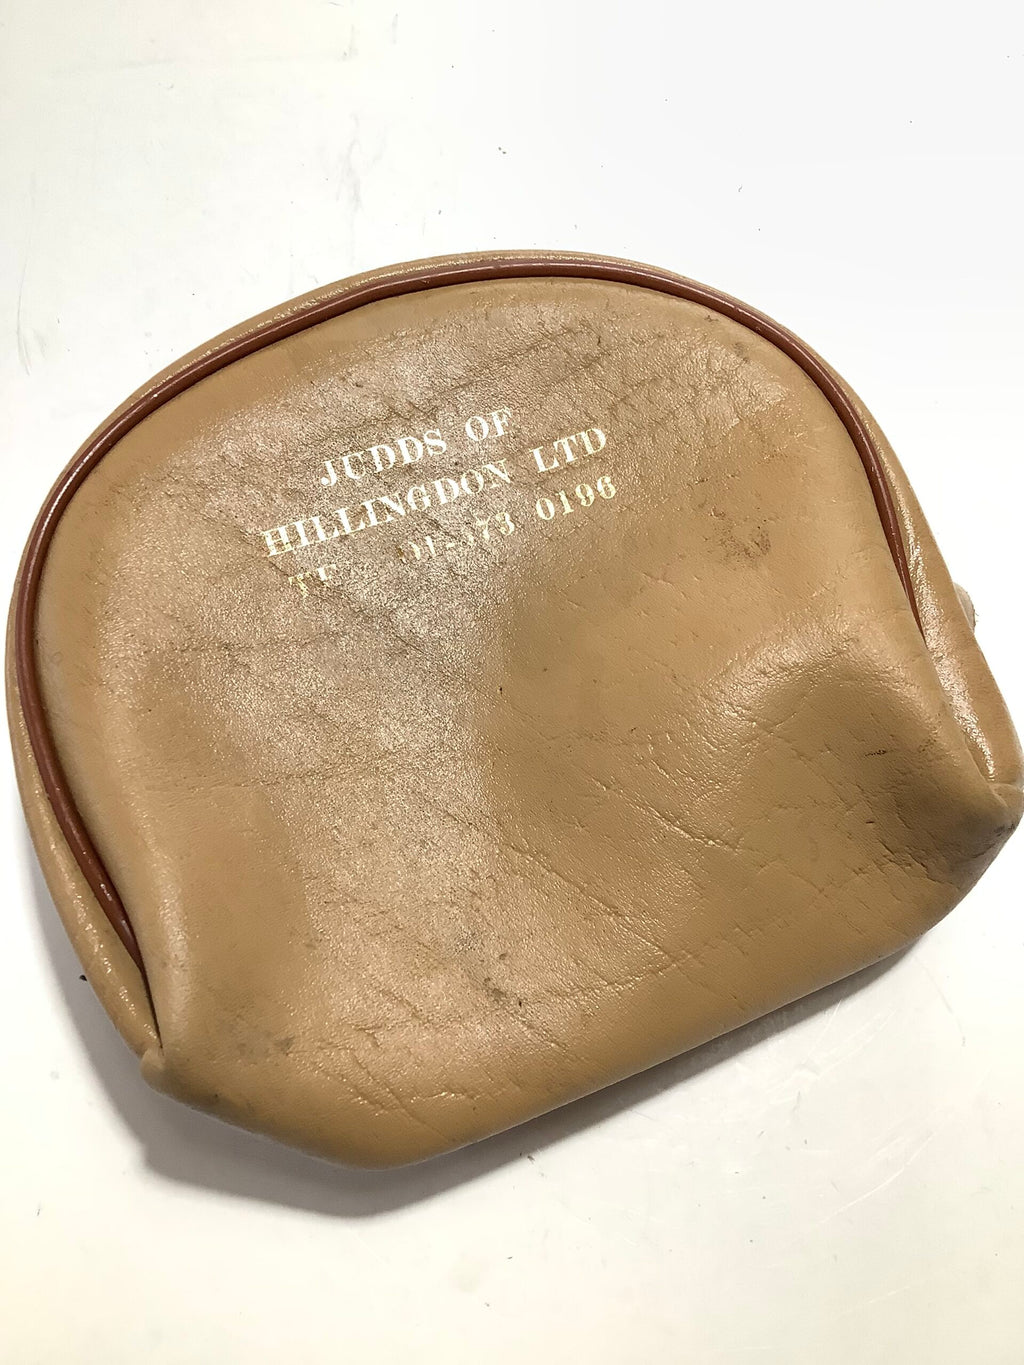 JUDDS OF
HILLINGDON LTD
0196